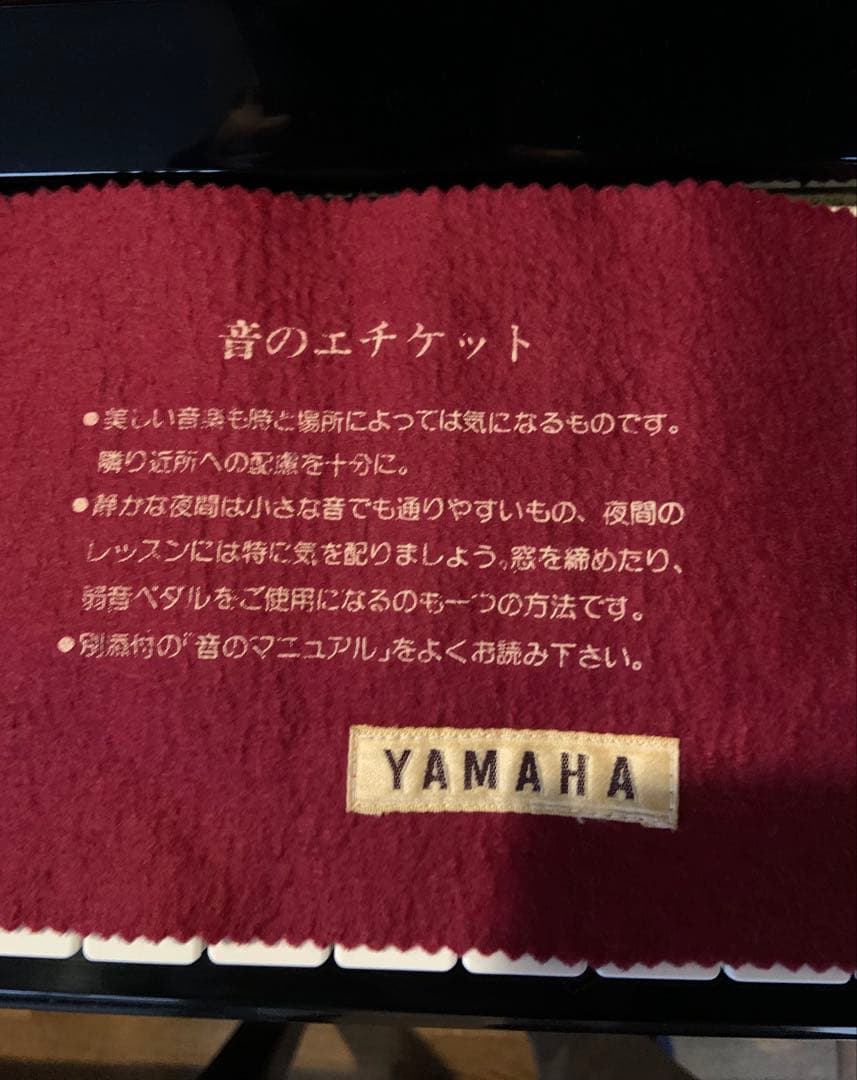 音のエチケット
●美しい音楽も時と場所によっては気になるものです。
隣り近所への配慮を十分に。
●静かな夜間は小さな音でも通りやすいもの、夜間の
レッスンには特に気を配りましょう。窓を締めたり、
弱音ペダルをご使用になるのも一つの方法です。
●別添付の「音のマニュアル」をよくお読み下さい。
YAMAHA